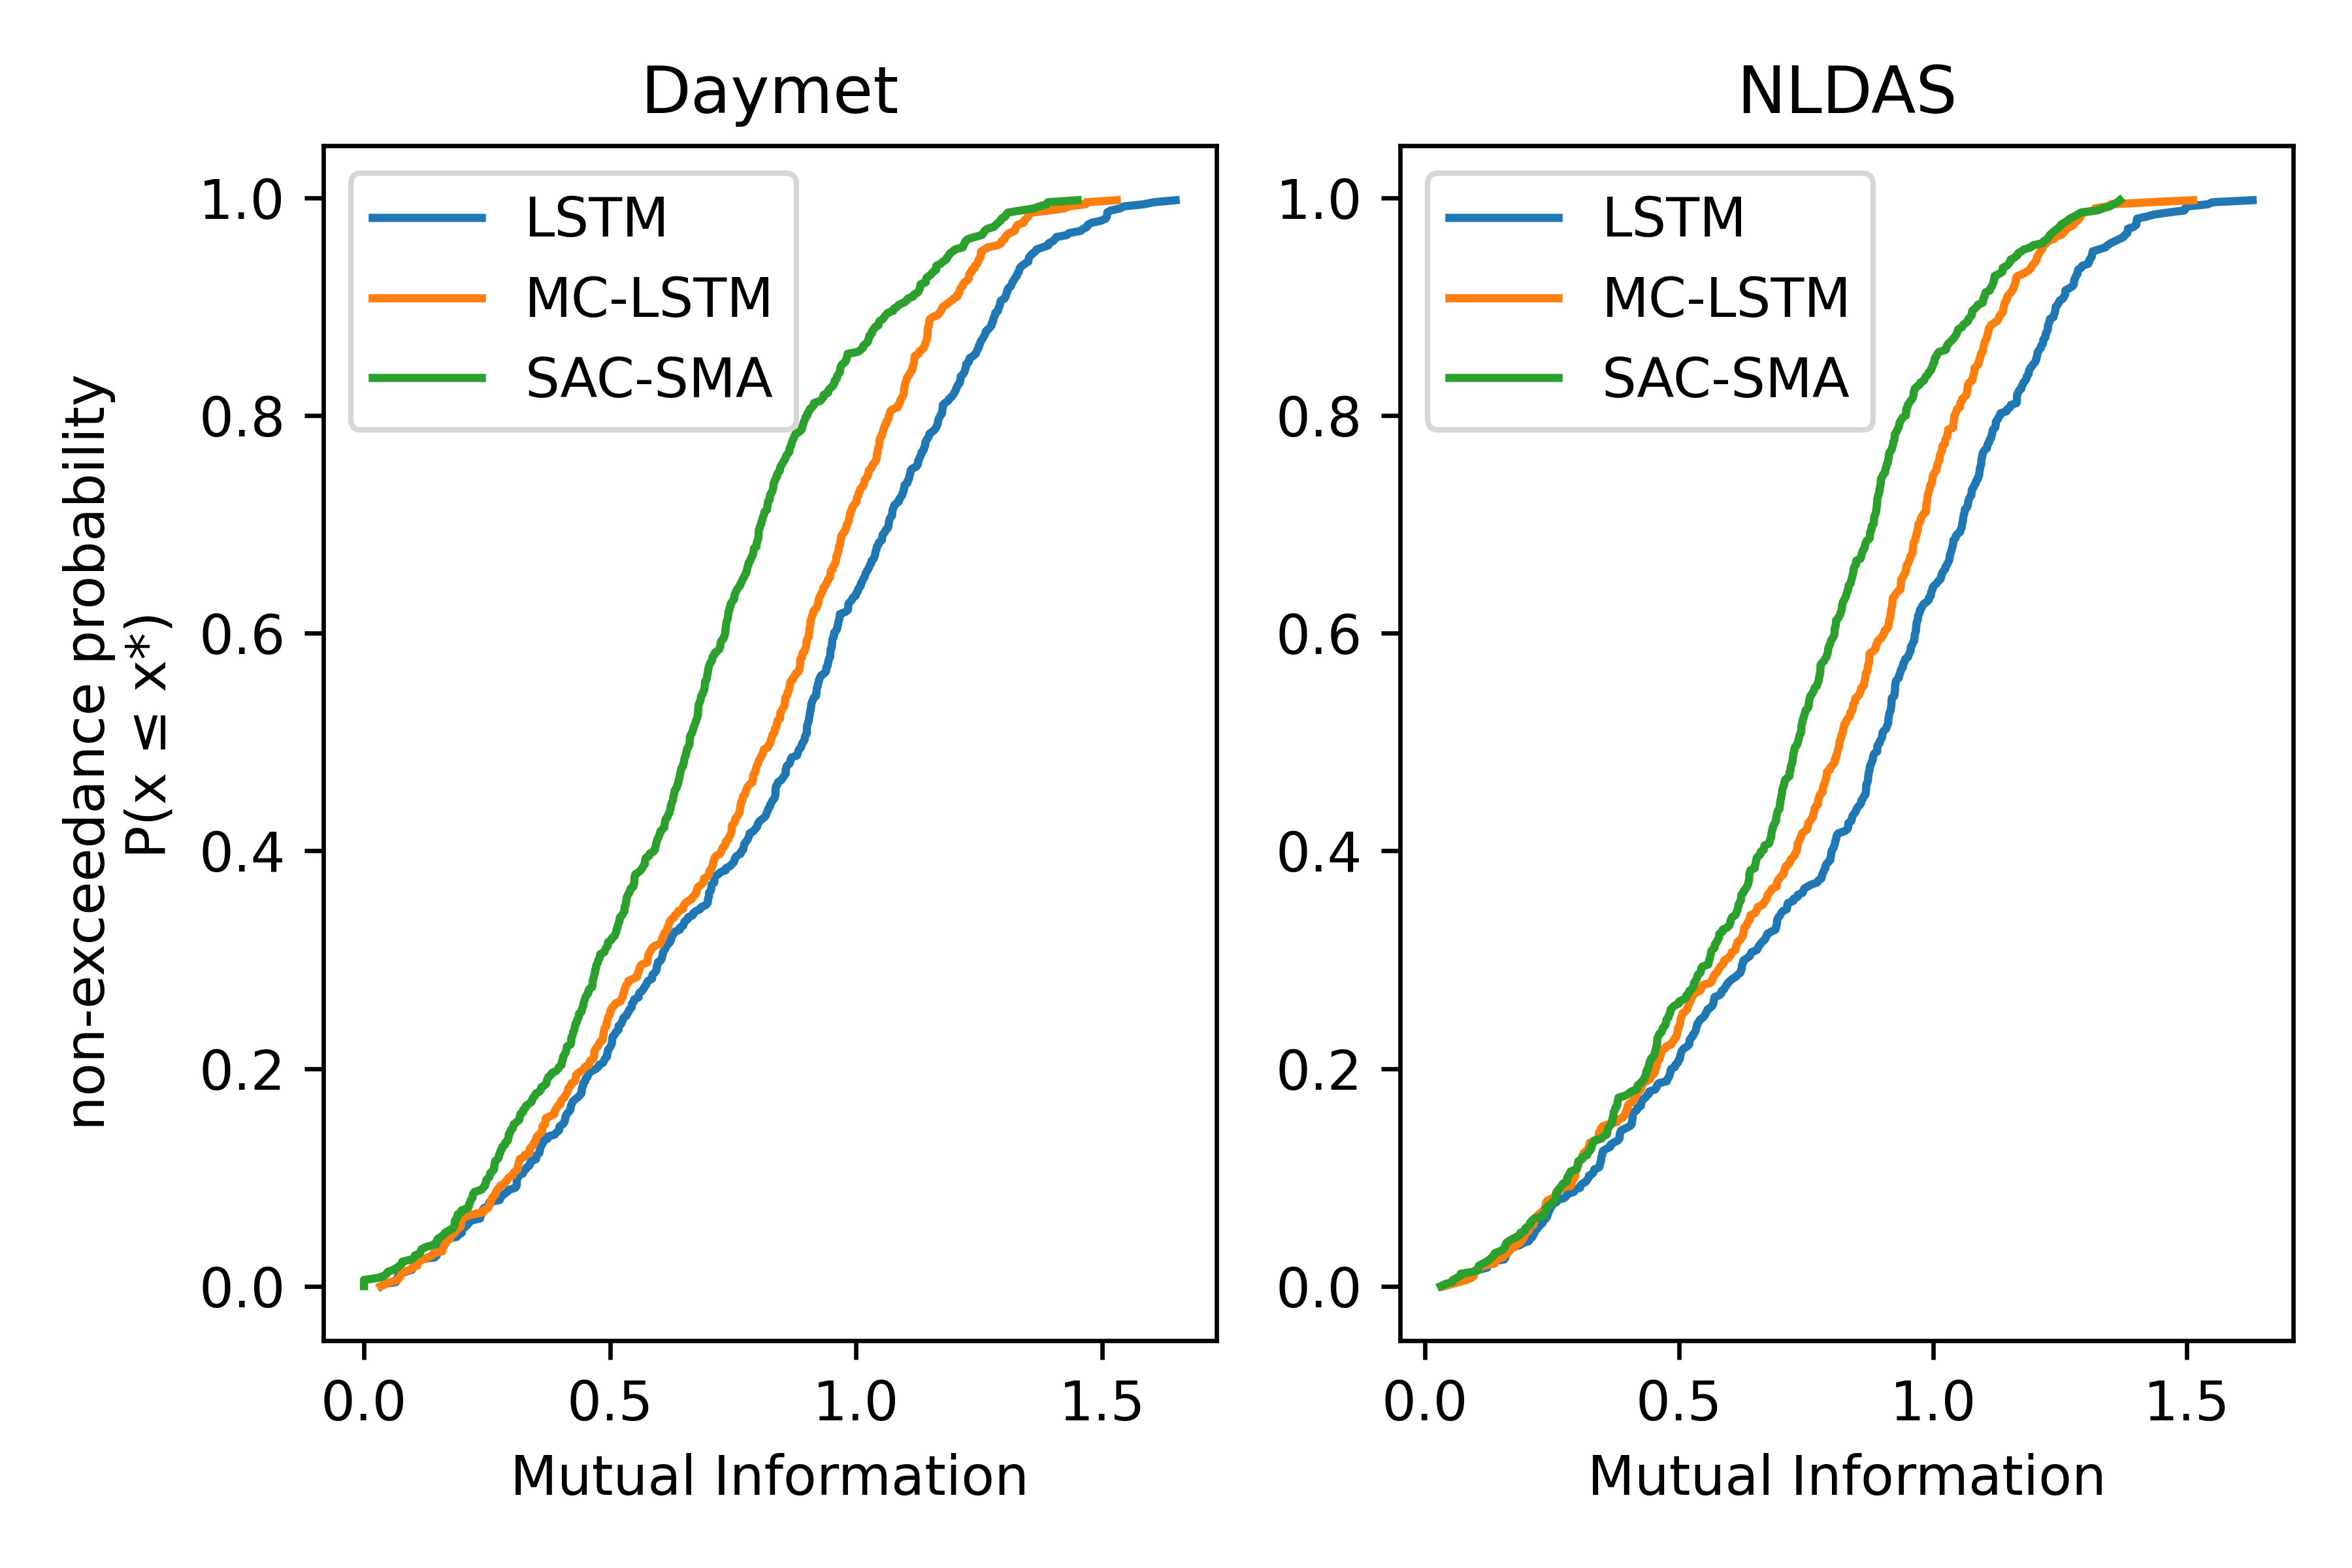 Daymet
LSTM
MC-LSTM
SAC-SMA
non-exceedance probability
P(x ≤ x*)
1.0
0.8
0.6
0.4
0.2
0.0
0.0 0.5 1.0 1.5
Mutual Information
NLDAS
LSTM
MC-LSTM
SAC-SMA
1.0
0.8
0.6
0.4
0.2
0.0
0.0 0.5 1.0 1.5
Mutual Information